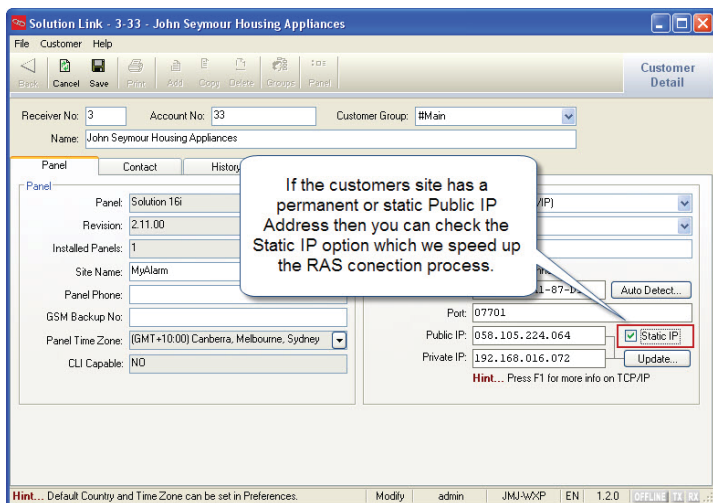 Solution Link - 3-33 - John Seymour Housing Appliances
File Customer Help
Back Cancel Save Print Add Copy Delete Groups Panel
Customer
Detail
Receiver No: 3 Account No: 33 Customer Group: #Main
Name: John Seymour Housing Appliances
Panel Contact History
If the customers site has a
permanent or static Public IP
Address then you can check the
Static IP option which we speed up
the RAS conection process.
Panel
Panel: Solution 16i /IP)
Revision: 2.11.00
Installed Panels: 1
Site Name: MyAlarm
Panel Phone: Auto Detect...
GSM Backup No: Port: 07701
Panel Time Zone: (GMT+10:00) Canberra, Melbourne, Sydney Public IP: 058.105.224.064 Static IP
CLI Capable: NO Private IP: 192.168.016.072 Update...
Hint... Press F1 for more info on TCP/IP
Hint... Default Country and Time Zone can be set in Preferences. Modify admin JMJ-WXP EN 1.2.0 OFFLINE TX RX